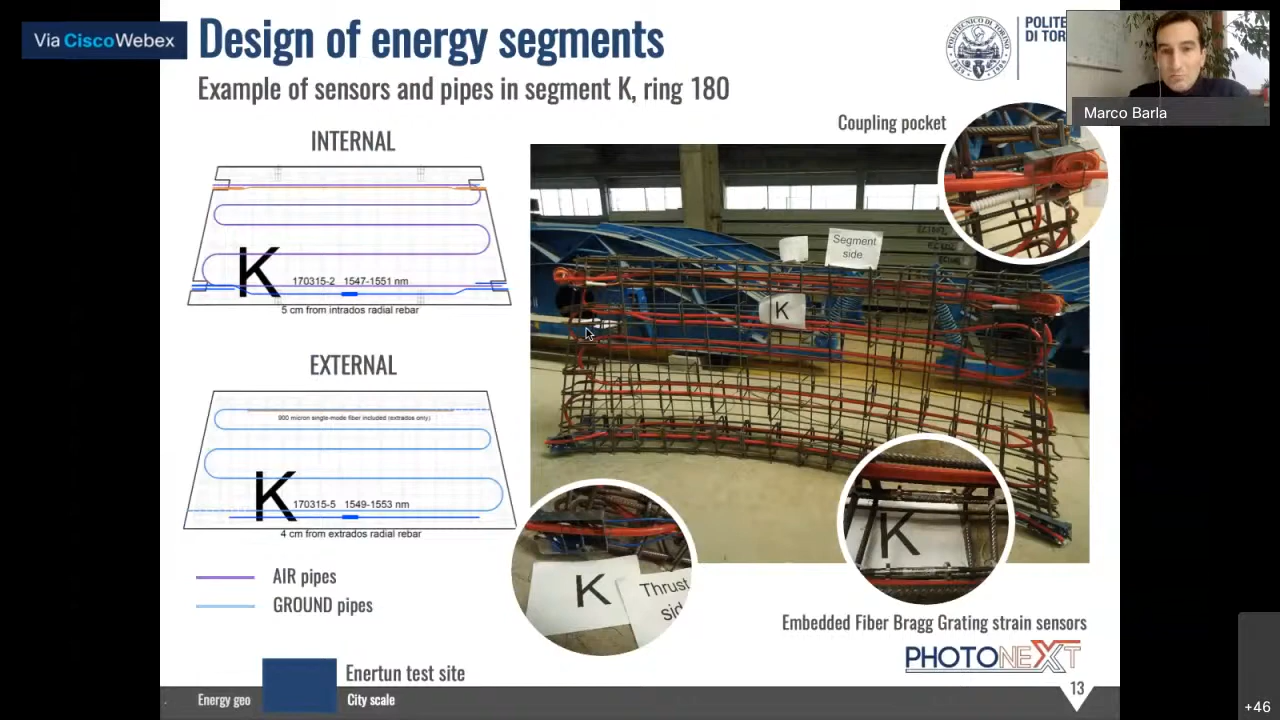 Via Cisco Webex
Design of energy segments
Example of sensors and pipes in segment K, ring 180
POLITE
DI TOR
Marco Barla
Coupling pocket
INTERNAL
K
170315-2 1547-1551 nm
5 cm from intrados radial rebar
EXTERNAL
900 micron single-mode fiber included (extrados only)
K
170315-5 1549-1553 nm
4 cm from extrados radial rebar
AIR pipes
GROUND pipes
Segment
side
K
K
Thrust
sid
K
Embedded Fiber Bragg Grating strain sensors
PHOTONEXT
Enertun test site
Energy geo
City scale
13
+46